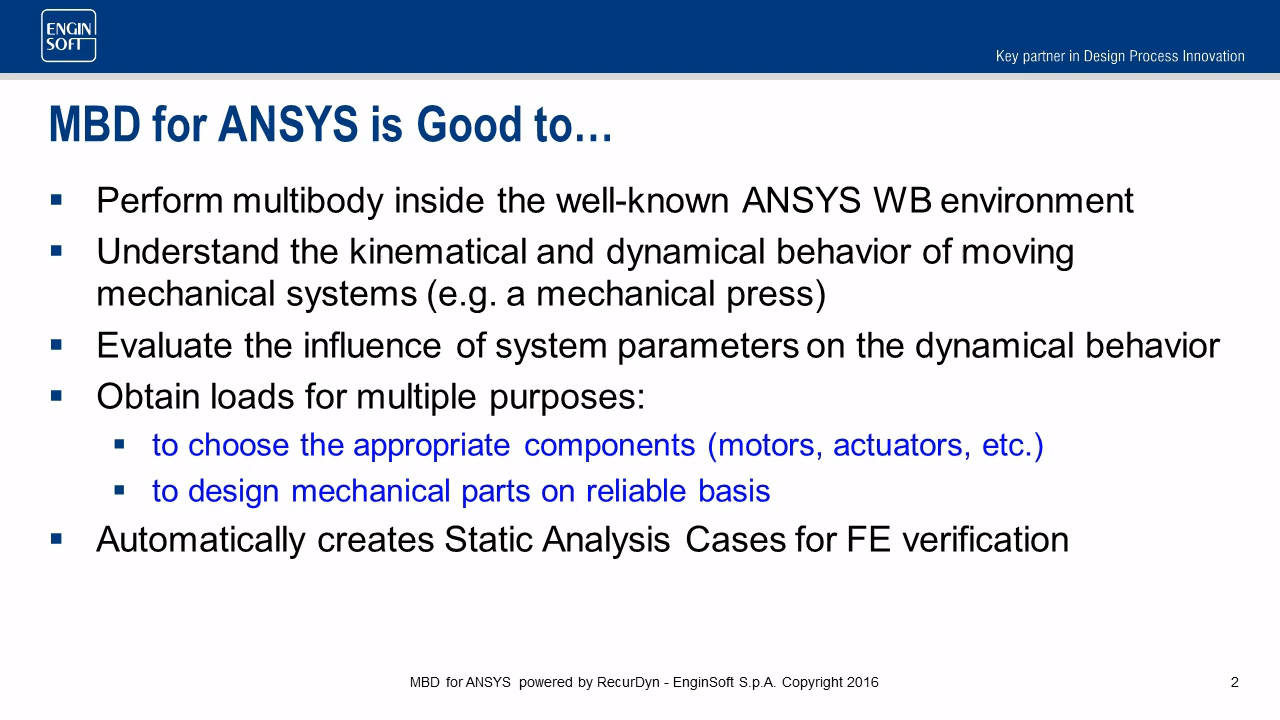 ENGIN
SOFT
Key partner in Design Process Innovation
MBD for ANSYS is Good to…
▪ Perform multibody inside the well-known ANSYS WB environment
▪ Understand the kinematical and dynamical behavior of moving
mechanical systems (e.g. a mechanical press)
▪ Evaluate the influence of system parameters on the dynamical behavior
▪ Obtain loads for multiple purposes:
▪ to choose the appropriate components (motors, actuators, etc.)
▪ to design mechanical parts on reliable basis
▪ Automatically creates Static Analysis Cases for FE verification
MBD for ANSYS powered by RecurDyn - EnginSoft S.p.A. Copyright 2016
2